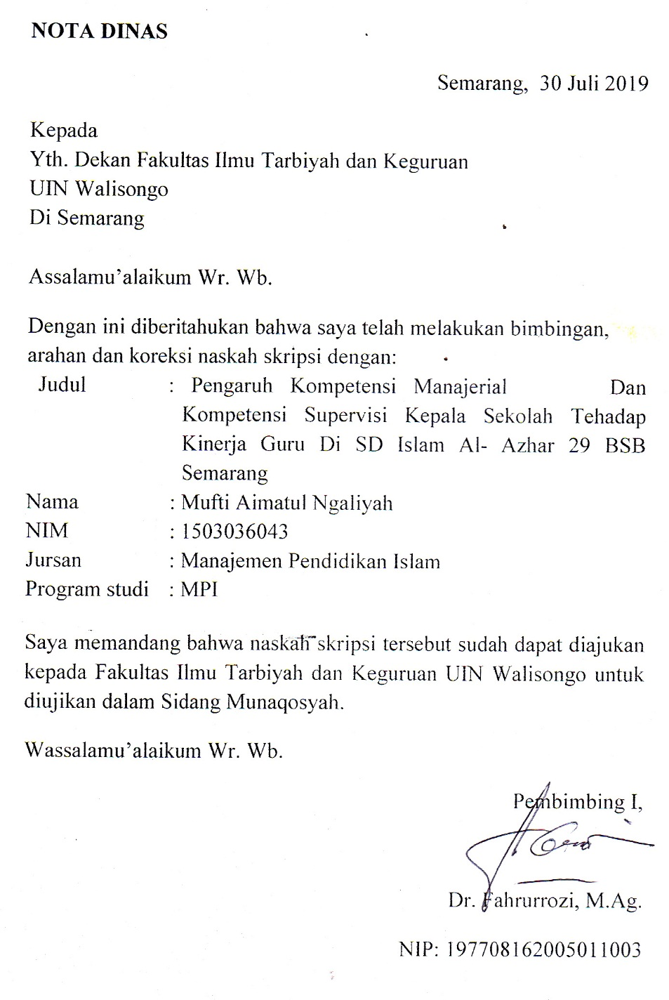 NOTA DINAS
Semarang, 30 Juli 2019
Kepada
Yth. Dekan Fakultas Ilmu Tarbiyah dan Keguruan
UIN Walisongo
Di Semarang
Assalamu’alaikum Wr. Wb.
Dengan ini diberitahukan bahwa saya telah melakukan bimbingan,
arahan dan koreksi naskah skripsi dengan:
Judul : Pengaruh Kompetensi Manajerial Dan
Kompetensi Supervisi Kepala Sekolah Tehadap
Kinerja Guru Di SD Islam Al- Azhar 29 BSB
Semarang
Nama : Mufti Aimatul Ngaliyah
NIM : 1503036043
Jursan : Manajemen Pendidikan Islam
Program studi : MPI
Saya memandang bahwa naskah skripsi tersebut sudah dapat diajukan
kepada Fakultas Ilmu Tarbiyah dan Keguruan UIN Walisongo untuk
diujikan dalam Sidang Munaqosyah.
Wassalamu’alaikum Wr. Wb.
Pembimbing I,
Dr. Fahrurrozi, M.Ag.
NIP: 197708162005011003